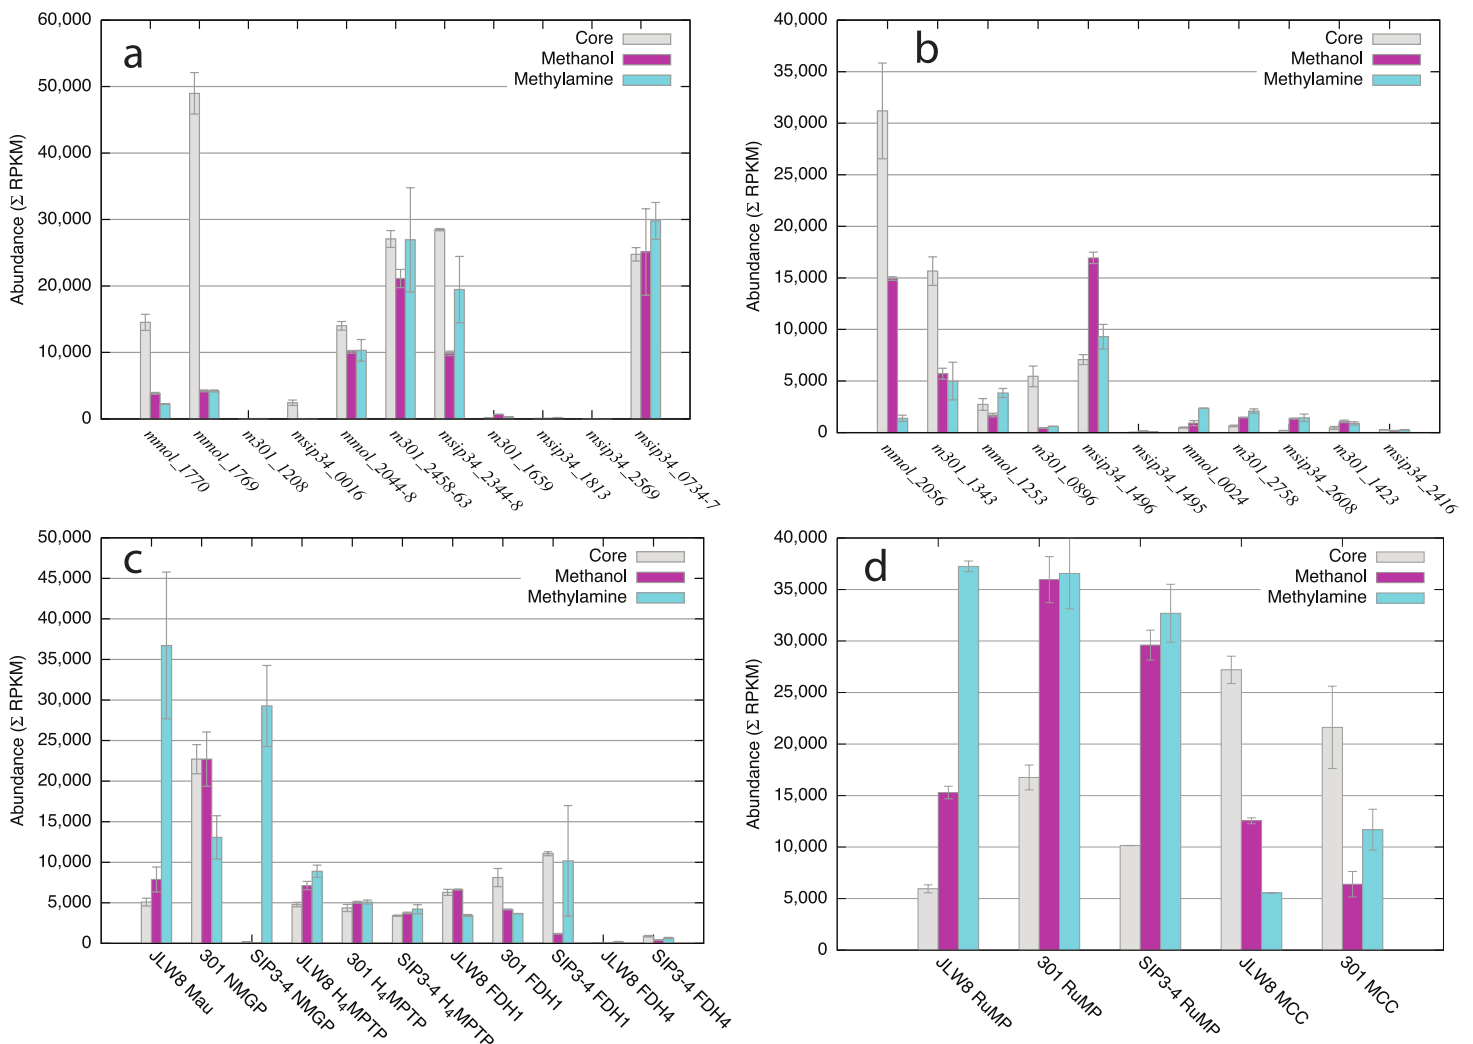 a
Core
Methanol
Methylamine
Abundance (Σ RPKM)
60,000
50,000
40,000
30,000
20,000
10,000
0
mmol_1770
mmol_1769
m301_1208
msip34_0016
mmol_2044-8
m301_2458-63
msip34_2344-8
m301_1659
msip34_1813
msip34_2569
msip34_0734-7
b
Core
Methanol
Methylamine
Abundance (Σ RPKM)
40,000
35,000
30,000
25,000
20,000
15,000
10,000
5,000
0
mmol_2056
m301_1343
mmol_1253
m301_0896
msip34_1496
msip34_1495
mmol_0024
m301_2758
msip34_2608
m301_1423
msip34_2416
c
Core
Methanol
Methylamine
Abundance (Σ RPKM)
50,000
45,000
40,000
35,000
30,000
25,000
20,000
15,000
10,000
5,000
0
JLW8 Mau
301 NMGP
SIP3-4 NMGP
JLW8 H₄MPTP
301 H₄MPTP
SIP3-4 H₄MPTP
JLW8 FDH1
301 FDH1
SIP3-4 FDH1
JLW8 FDH4
SIP3-4 FDH4
d
Core
Methanol
Methylamine
Abundance (Σ RPKM)
40,000
35,000
30,000
25,000
20,000
15,000
10,000
5,000
0
JLW8 RuMP
301 RuMP
SIP3-4 RuMP
JLW8 MCC
301 MCC